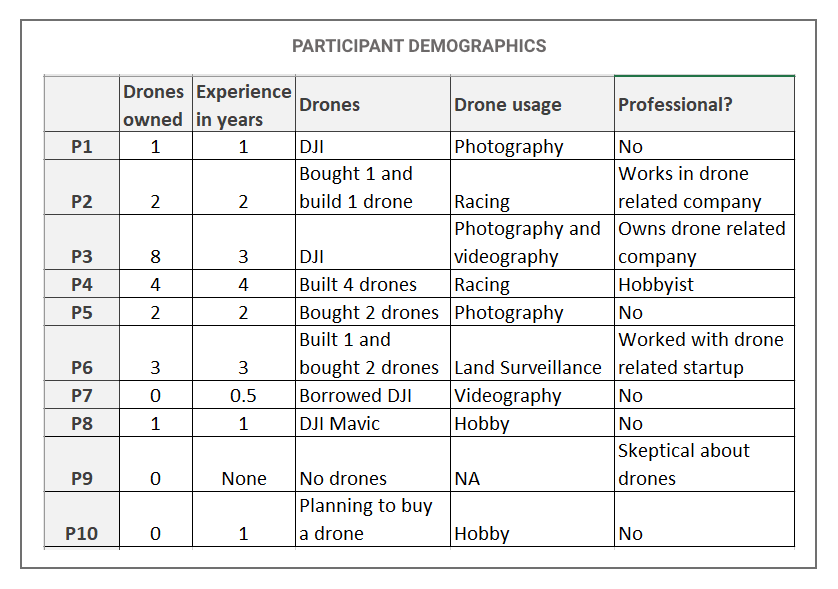 PARTICIPANT DEMOGRAPHICS
Drones owned | Experience in years | Drones | Drone usage | Professional?
P1 | 1 | 1 | DJI | Photography | No
P2 | 2 | 2 | Bought 1 and build 1 drone | Racing | Works in drone related company
P3 | 8 | 3 | DJI | Photography and videography | Owns drone related company
P4 | 4 | 4 | Built 4 drones | Racing | Hobbyist
P5 | 2 | 2 | Bought 2 drones | Photography | No
P6 | 3 | 3 | Built 1 and bought 2 drones | Land Surveillance | Worked with drone related startup
P7 | 0 | 0.5 | Borrowed DJI | Videography | No
P8 | 1 | 1 | DJI Mavic | Hobby | No
P9 | 0 | None | No drones | NA | Skeptical about drones
P10 | 0 | 1 | Planning to buy a drone | Hobby | No